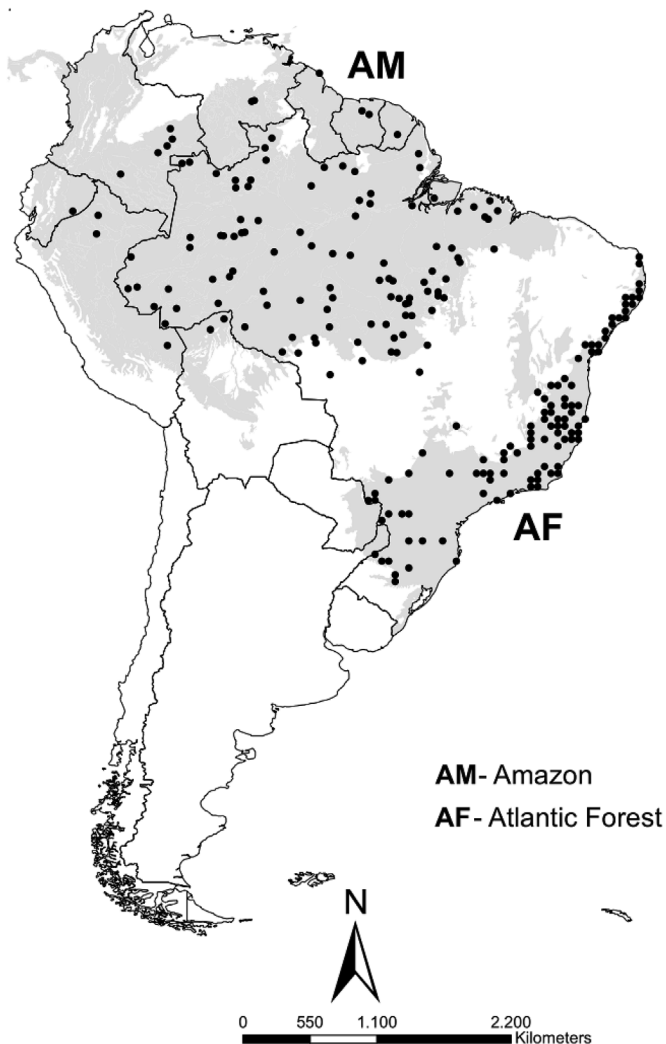 AM
AF
AM- Amazon
AF- Atlantic Forest
N
0 550 1.100 2.200
Kilometers